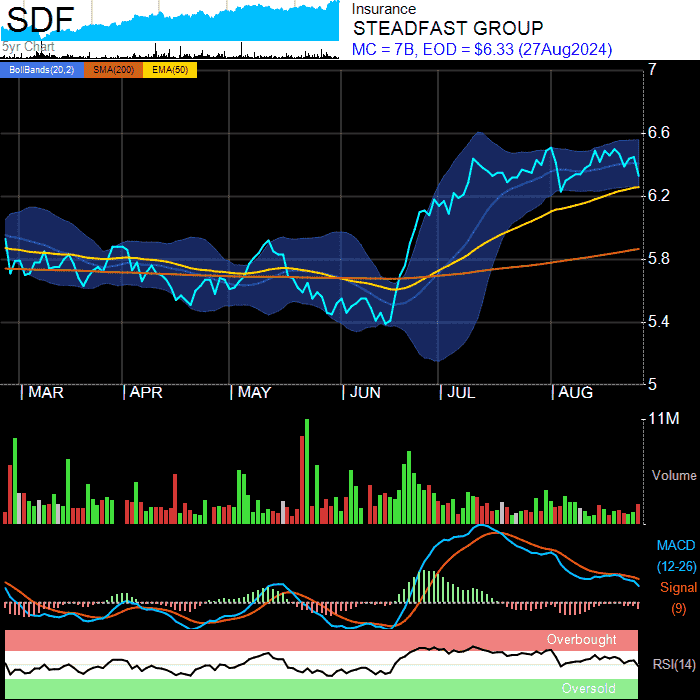 SDF
5yr Chart
Insurance
STEADFAST GROUP
MC = 7B, EOD = $6.33 (27Aug2024)
BollBands(20,2) SMA(200) EMA(50)
7
6.6
6.2
5.8
5.4
5
MAR APR MAY JUN JUL AUG
11M
Volume
MACD
(12-26)
Signal
(9)
Overbought
RSI(14)
Oversold